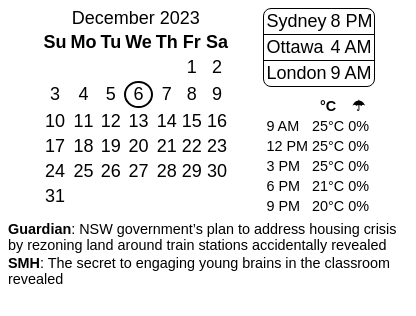 December 2023
Su Mo Tu We Th Fr Sa
1 2
3 4 5 6 7 8 9
10 11 12 13 14 15 16
17 18 19 20 21 22 23
24 25 26 27 28 29 30
31
Sydney 8 PM
Ottawa 4 AM
London 9 AM
°C ☂
9 AM 25°C 0%
12 PM 25°C 0%
3 PM 25°C 0%
6 PM 21°C 0%
9 PM 20°C 0%
Guardian: NSW government's plan to address housing crisis
by rezoning land around train stations accidentally revealed
SMH: The secret to engaging young brains in the classroom
revealed